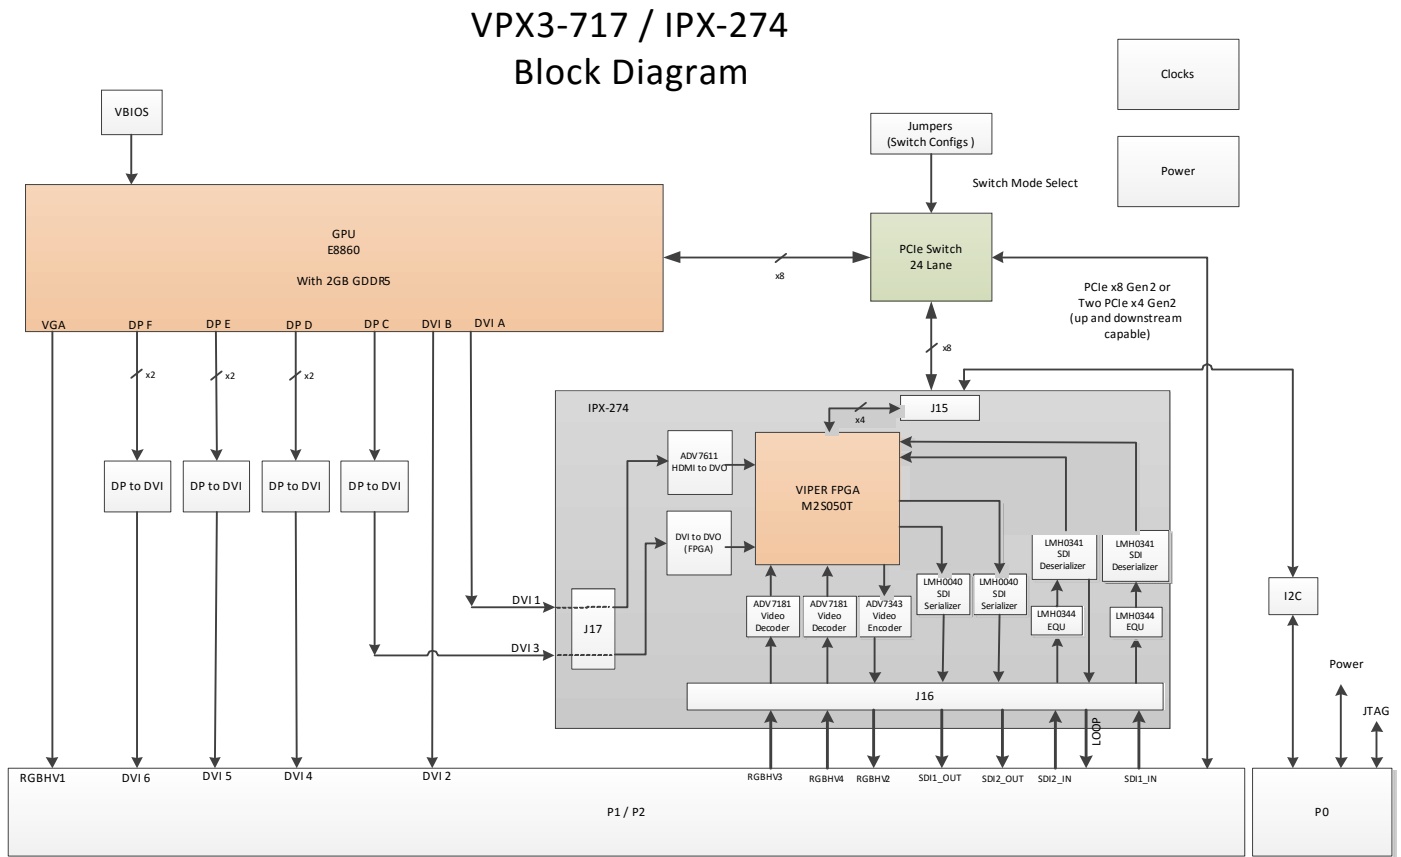 VPX3-717 / IPX-274
Block Diagram
Clocks
VBIOS
Jumpers
(Switch Configs )
Power
Switch Mode Select
GPU
E8860
With 2GB GDDR5
PCIe Switch
24 Lane
x8
PCIe x8 Gen2 or
Two PCIe x4 Gen2
(up and downstream
capable)
VGA
DP F
DP E
DP D
DP C
DVI B
DVI A
x2
x2
x2
x8
IPX-274
J15
x4
ADV7611
HDMI to DVO
VIPER FPGA
M2S050T
DP to DVI
DP to DVI
DP to DVI
DP to DVI
DVI to DVO
(FPGA)
LMH0341
SDI
Deserializer
LMH0341
SDI
Deserializer
LMH0040
SDI
Serializer
LMH0040
SDI
Serializer
I2C
DVI 1
J17
ADV7181
Video
Decoder
ADV7181
Video
Decoder
ADV7343
Video
Encoder
LMH0344
EQU
LMH0344
EQU
DVI 3
Power
J16
JTAG
LOOP
RGBHV1
DVI 6
DVI 5
DVI 4
DVI 2
RGBHV3
RGBHV4
RGBHV2
SDI1_OUT
SDI2_OUT
SDI2_IN
SDI1_IN
P1 / P2
P0